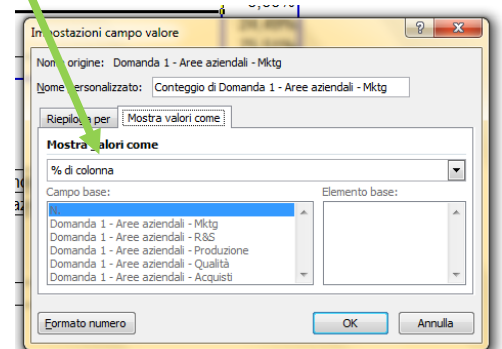 Impostazioni campo valore
Nome origine: Domanda 1 - Aree aziendali - Mktg
Nome personalizzato: Conteggio di Domanda 1 - Aree aziendali - Mktg
Riepiloga per Mostra valori come
Mostra valori come
% di colonna
Campo base: Elemento base:
N.
Domanda 1 - Aree aziendali - Mktg
Domanda 1 - Aree aziendali - R&S
Domanda 1 - Aree aziendali - Produzione
Domanda 1 - Aree aziendali - Qualità
Domanda 1 - Aree aziendali - Acquisti
Formato numero OK Annulla